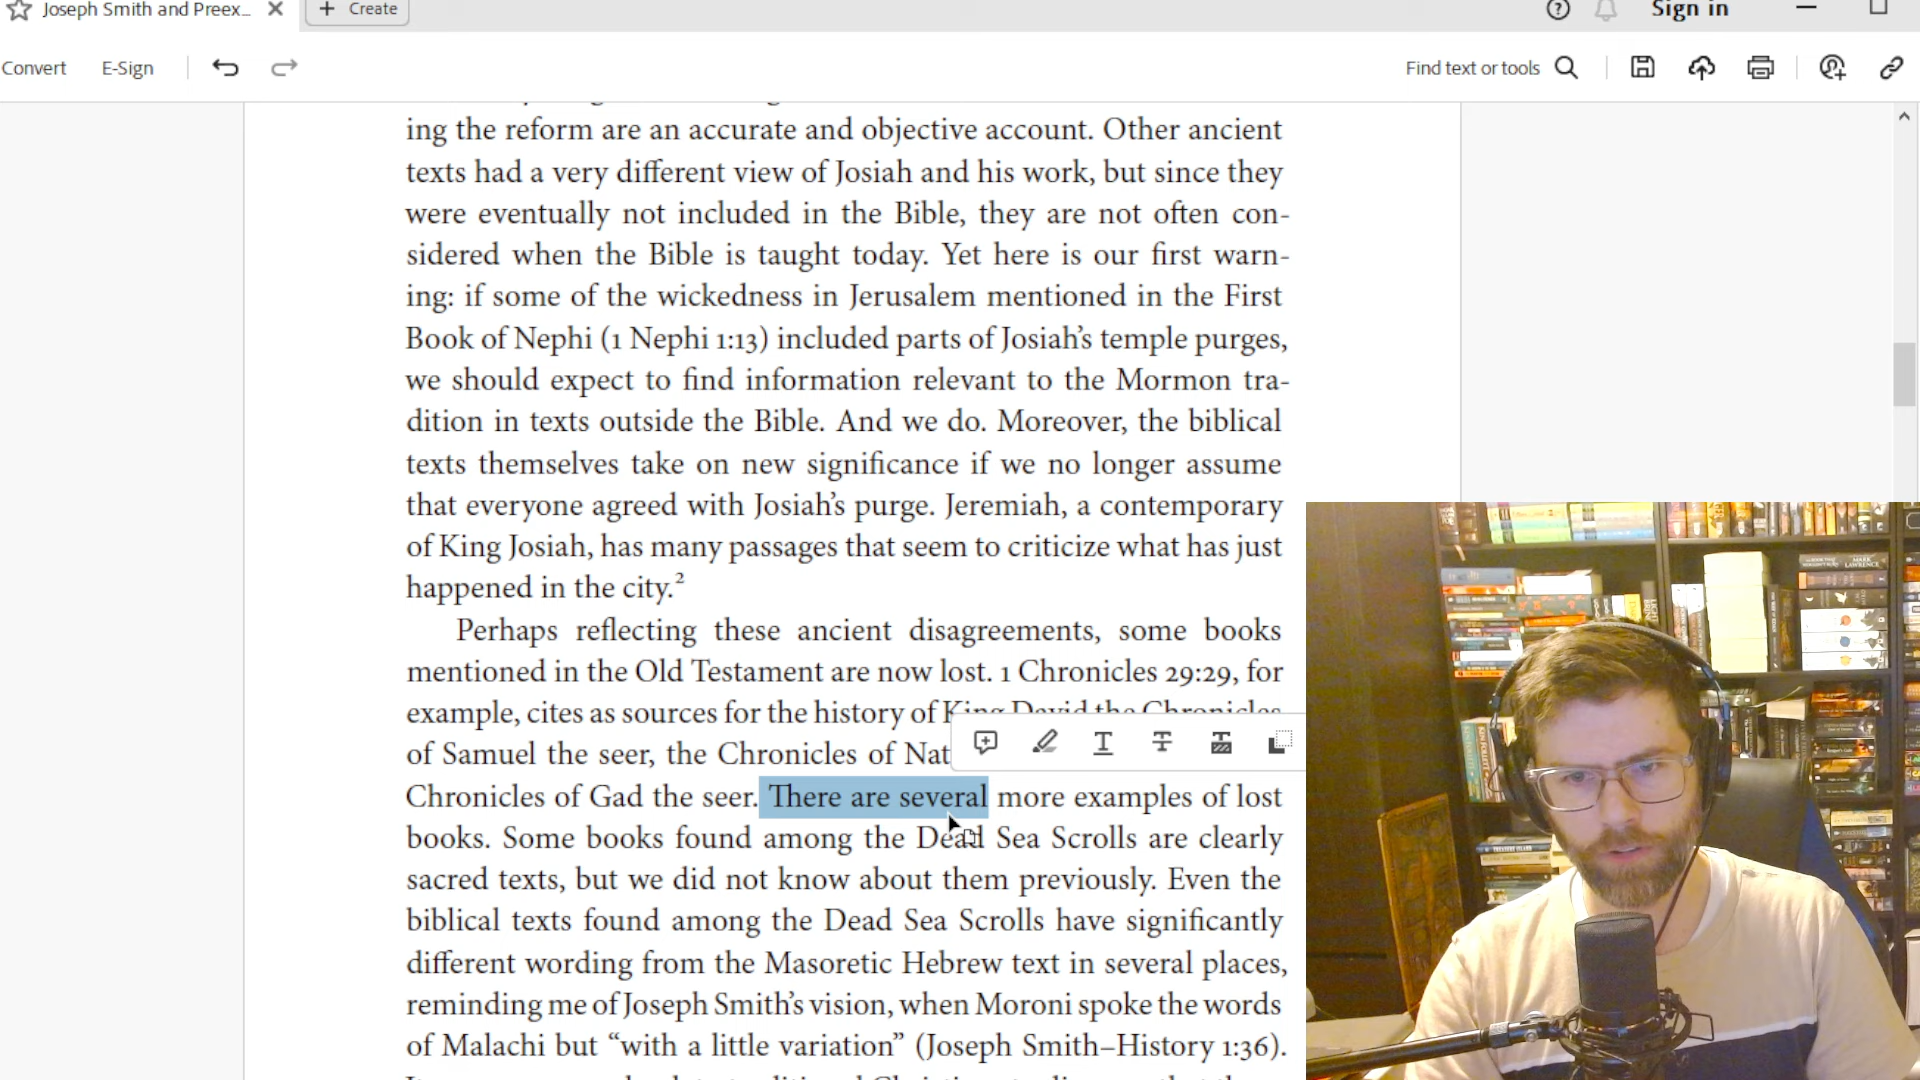 Joseph Smith and Preex...
Create
Sign in
Convert
E-Sign
Find text or tools
ing the reform are an accurate and objective account. Other ancient
texts had a very different view of Josiah and his work, but since they
were eventually not included in the Bible, they are not often con-
sidered when the Bible is taught today. Yet here is our first warn-
ing: if some of the wickedness in Jerusalem mentioned in the First
Book of Nephi (1 Nephi 1:13) included parts of Josiah's temple purges,
we should expect to find information relevant to the Mormon tra-
dition in texts outside the Bible. And we do. Moreover, the biblical
texts themselves take on new significance if we no longer assume
that everyone agreed with Josiah's purge. Jeremiah, a contemporary
of King Josiah, has many passages that seem to criticize what has just
happened in the city.²
Perhaps reflecting these ancient disagreements, some books
mentioned in the Old Testament are now lost. 1 Chronicles 29:29, for
example, cites as sources for the history of King David the Chronicles
of Samuel the seer, the Chronicles of Nat
Chronicles of Gad the seer. There are several more examples of lost
books. Some books found among the Dead Sea Scrolls are clearly
sacred texts, but we did not know about them previously. Even the
biblical texts found among the Dead Sea Scrolls have significantly
different wording from the Masoretic Hebrew text in several places,
reminding me of Joseph Smith's vision, when Moroni spoke the words
of Malachi but “with a little variation” (Joseph Smith–History 1:36).
MARK
LAWRENCE
TREASURE ISLAND